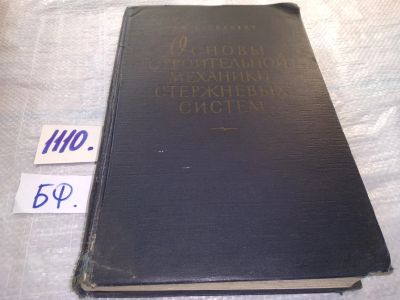 Основы
строительной
механики
стержневых
систем
1110.
БФ.